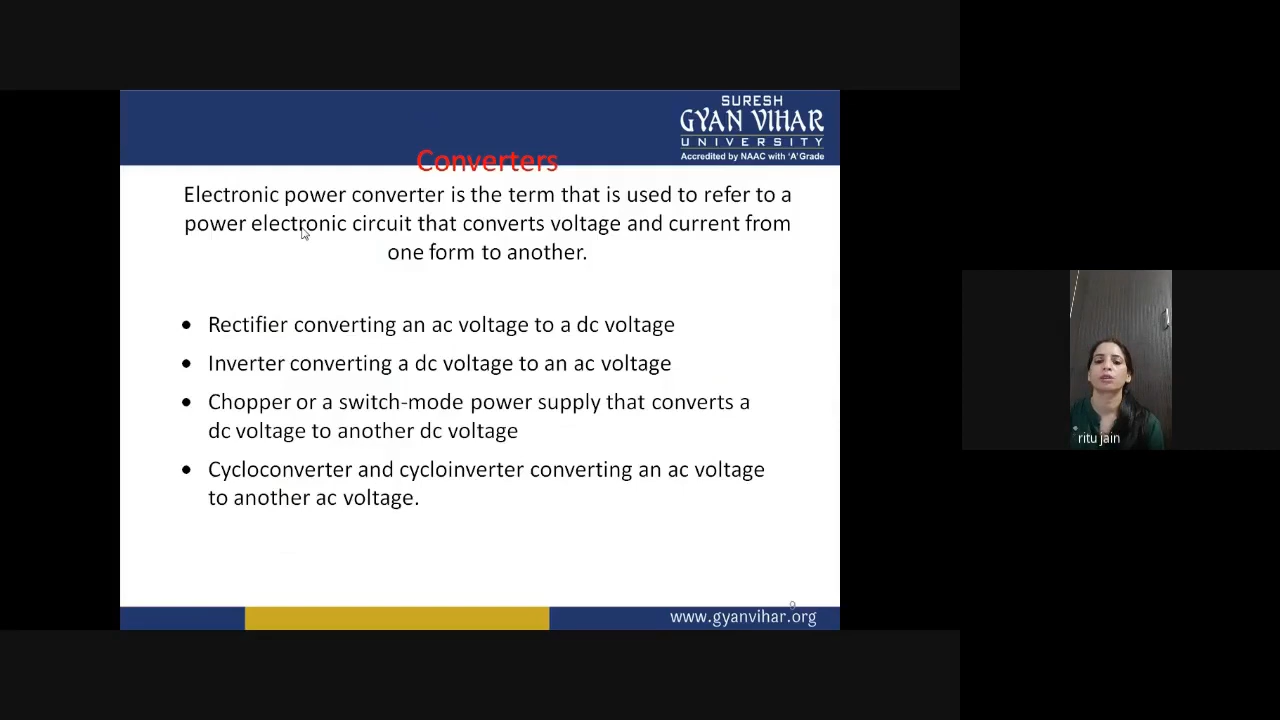 SURESH
GYAN VIHAR
UNIVERSITY
Accredited by NAAC with 'A' Grade
Converters
Electronic power converter is the term that is used to refer to a
power electronic circuit that converts voltage and current from
one form to another.
• Rectifier converting an ac voltage to a dc voltage
• Inverter converting a dc voltage to an ac voltage
• Chopper or a switch-mode power supply that converts a
dc voltage to another dc voltage
• Cycloconverter and cycloinverter converting an ac voltage
to another ac voltage.
ritu jain
9
www.gyanvihar.org